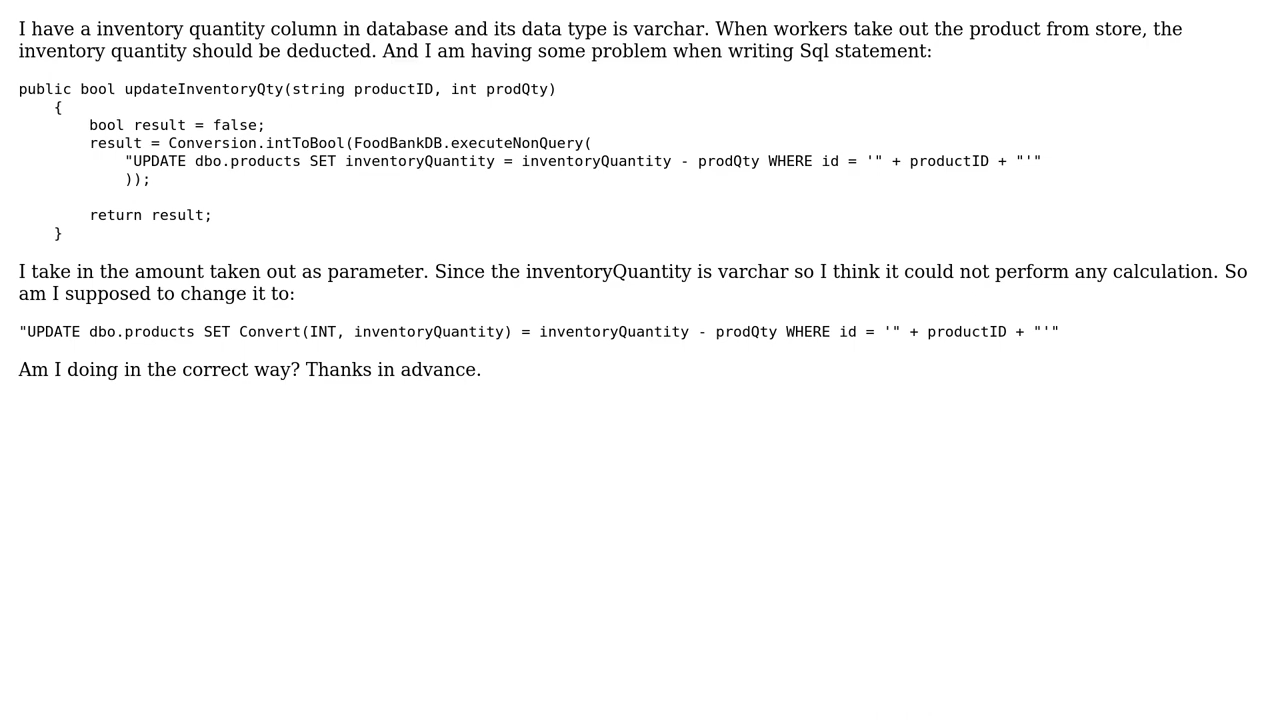 I have a inventory quantity column in database and its data type is varchar. When workers take out the product from store, the
inventory quantity should be deducted. And I am having some problem when writing Sql statement:
public bool updateInventoryQty(string productID, int prodQty)
    {
        bool result = false;
        result = Conversion.intToBool(FoodBankDB.executeNonQuery(
            "UPDATE dbo.products SET inventoryQuantity = inventoryQuantity - prodQty WHERE id = '" + productID + "'"
            ));

        return result;
    }
I take in the amount taken out as parameter. Since the inventoryQuantity is varchar so I think it could not perform any calculation. So
am I supposed to change it to:
"UPDATE dbo.products SET Convert(INT, inventoryQuantity) = inventoryQuantity - prodQty WHERE id = '" + productID + "'"
Am I doing in the correct way? Thanks in advance.